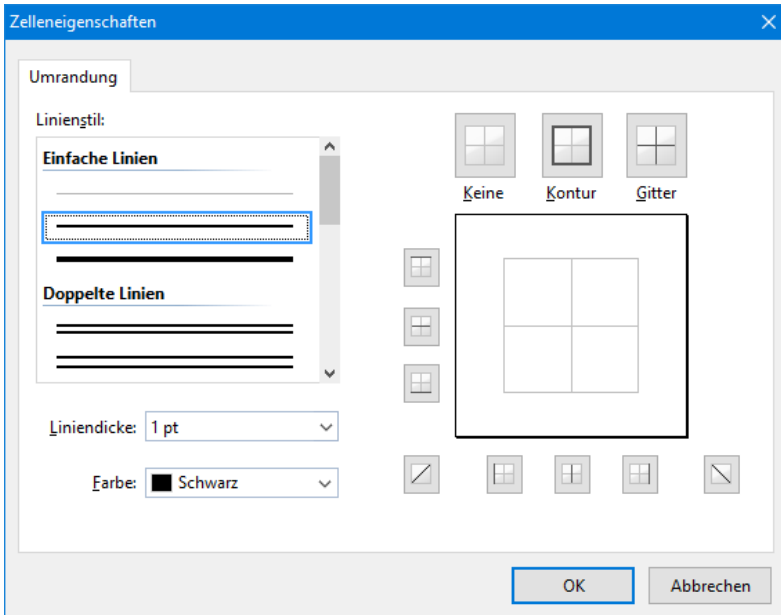 Zelleneigenschaften
Umrandung
Linienstil:
Einfache Linien
Doppelte Linien
Liniendicke: 1 pt
Farbe: Schwarz
Keine Kontur Gitter
OK Abbrechen